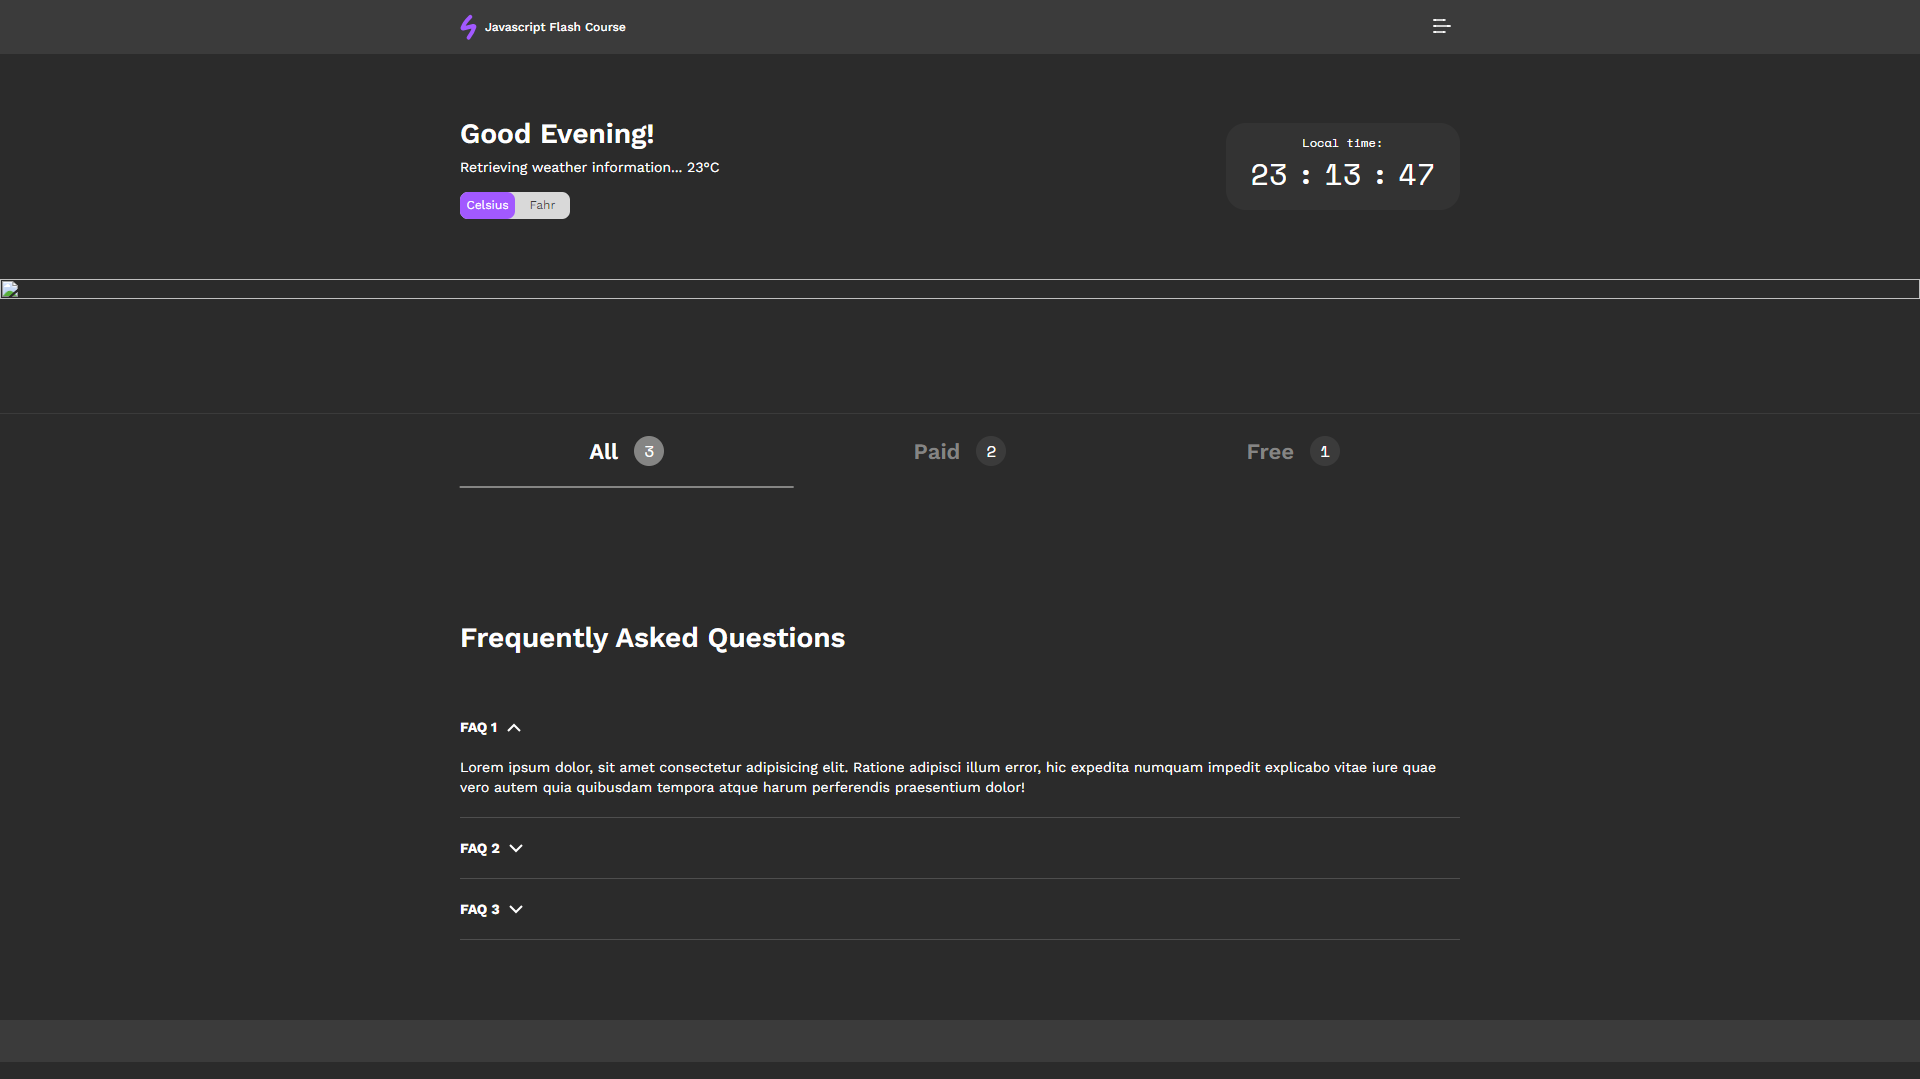 Javascript Flash Course
Good Evening!
Local time:
Retrieving weather information... 23°C
23 : 13 : 47
Celsius Fahr
All 3 Paid 2 Free 1
Frequently Asked Questions
FAQ 1
Lorem ipsum dolor, sit amet consectetur adipisicing elit. Ratione adipisci illum error, hic expedita numquam impedit explicabo vitae iure quae
vero autem quia quibusdam tempora atque harum perferendis praesentium dolor!
FAQ 2
FAQ 3